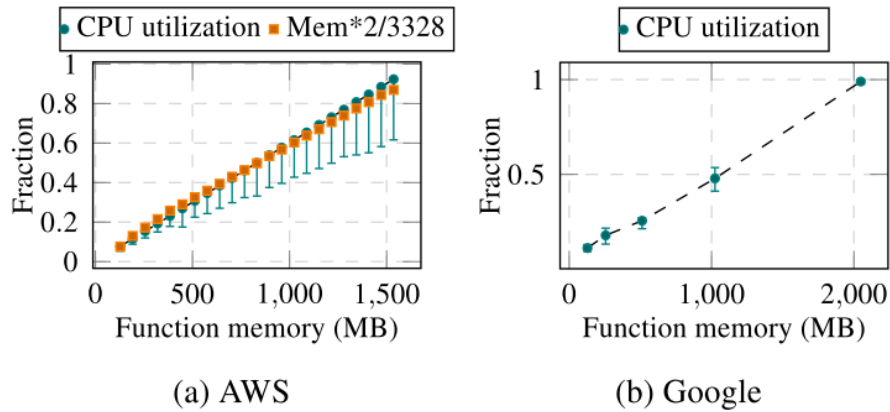 CPU utilization Mem*2/3328
1
0.8
0.6
0.4
0.2
0
Fraction
0 500 1,000 1,500
Function memory (MB)
(a) AWS
CPU utilization
1
0.5
Fraction
0 1,000 2,000
Function memory (MB)
(b) Google